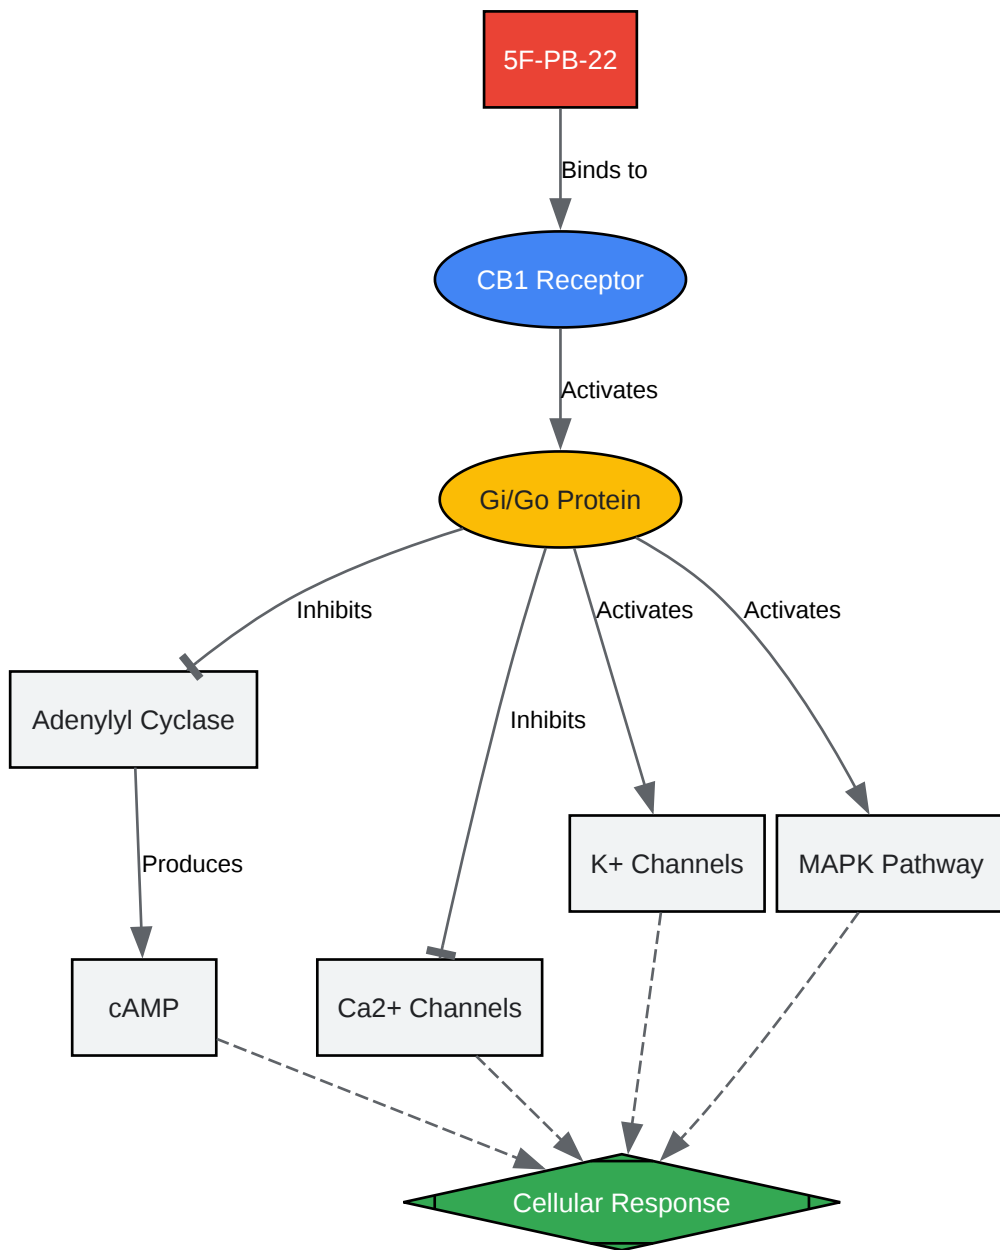 5F-PB-22
Binds to
CB1 Receptor
Activates
Gi/Go Protein
Inhibits
Activates
Activates
Adenylyl Cyclase
Inhibits
Produces
K+ Channels
MAPK Pathway
cAMP
Ca2+ Channels
Cellular Response